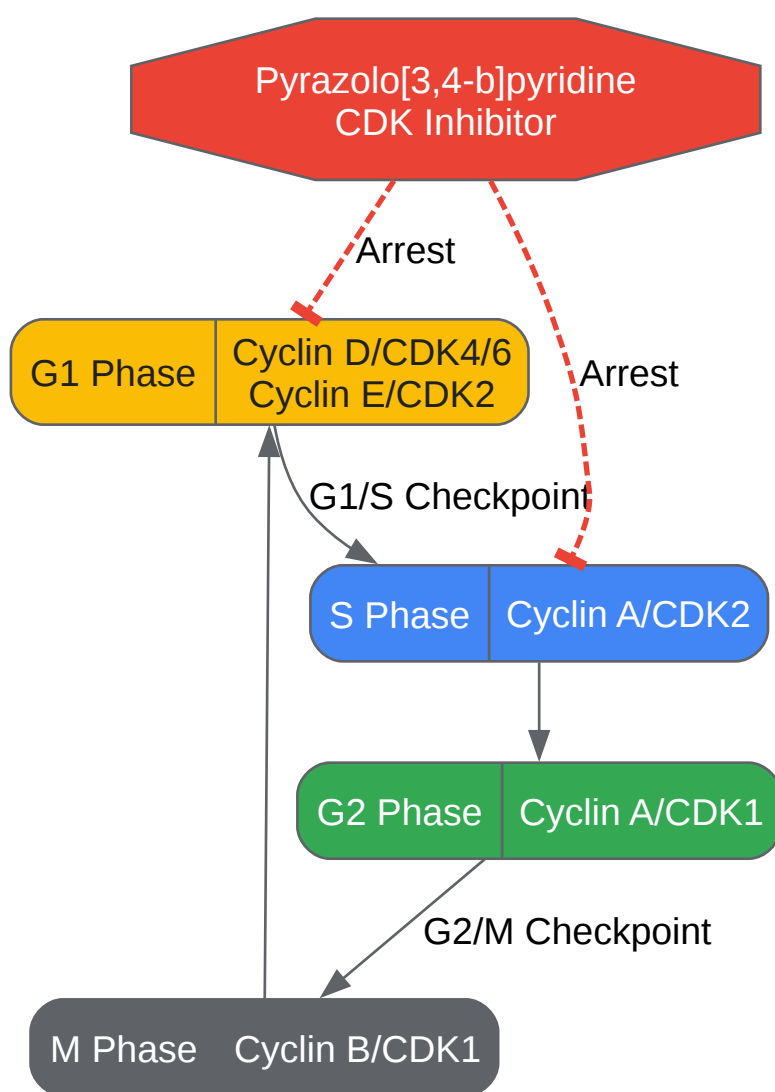 Pyrazolo[3,4-b]pyridine
CDK Inhibitor
Arrest
G1 Phase
Cyclin D/CDK4/6
Cyclin E/CDK2
Arrest
G1/S Checkpoint
S Phase
Cyclin A/CDK2
G2 Phase
Cyclin A/CDK1
G2/M Checkpoint
M Phase
Cyclin B/CDK1